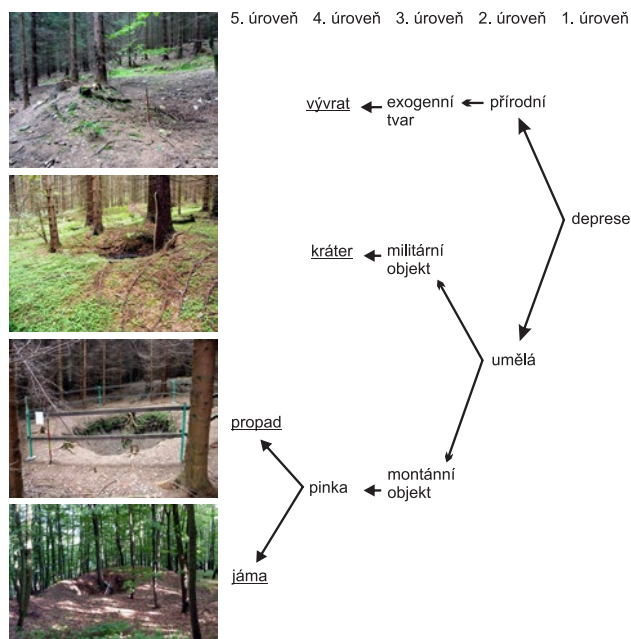 5. úroveň 4. úroveň 3. úroveň 2. úroveň 1. úroveň
vývrat exogenní přírodní
tvar
deprese
kráter militární
objekt
umělá
propad
pinka montánní
objekt
jáma